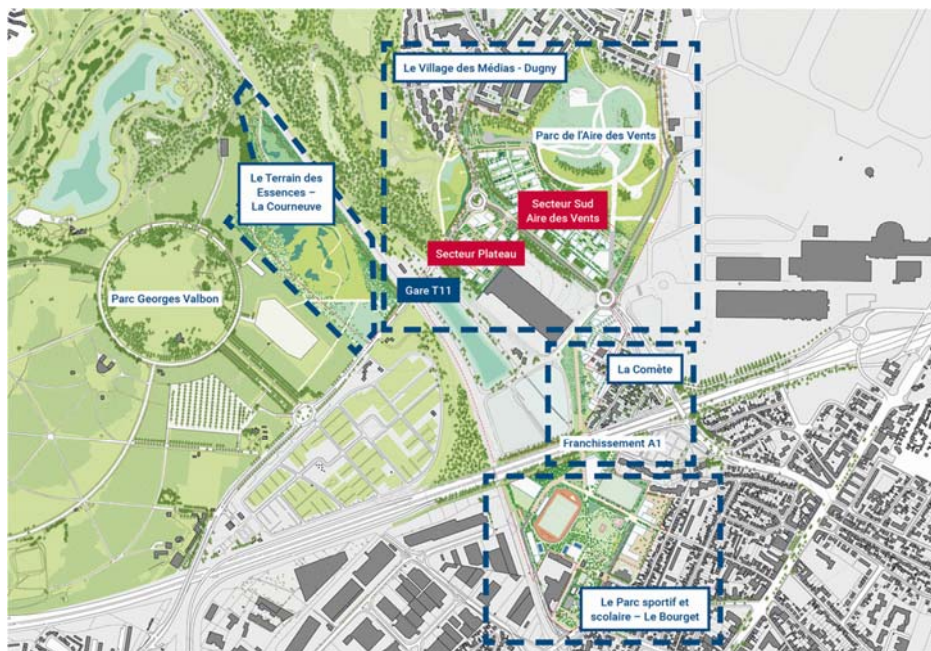 Le Village des Médias - Dugny
Parc de l'Aire des Vents
Le Terrain des
Essences –
La Courneuve
Secteur Sud
Aire des Vents
Secteur Plateau
Gare T11
Parc Georges Valbon
La Comète
Franchissement A1
Le Parc sportif et
scolaire – Le Bourget